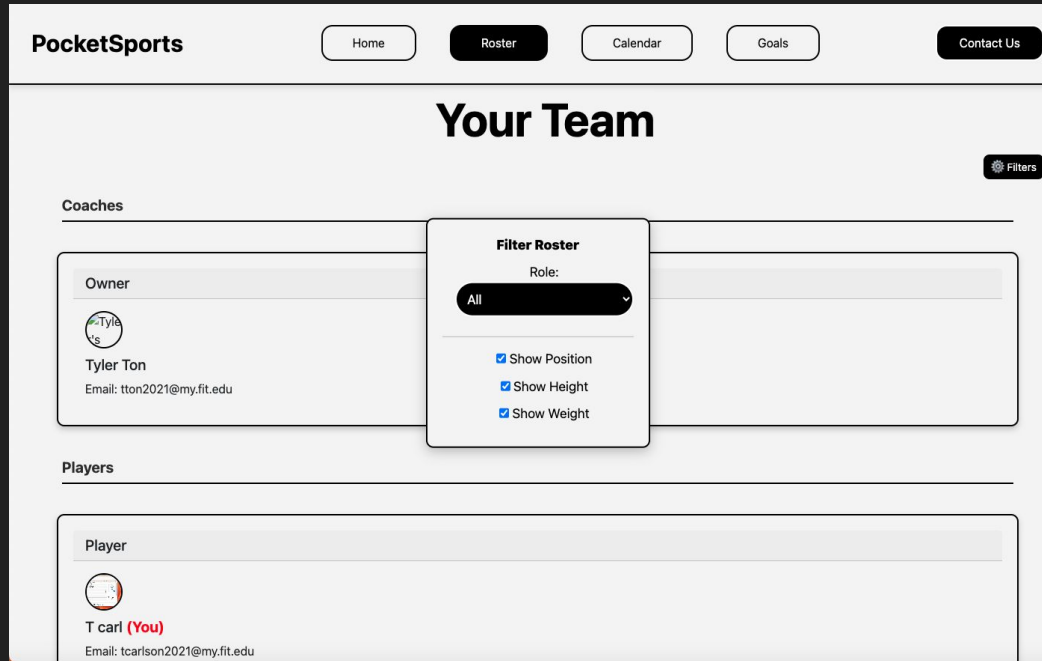 PocketSports
Home
Roster
Calendar
Goals
Contact Us
Your Team
Filters
Coaches
Filter Roster
Role:
All
Show Position
Show Height
Show Weight
Owner
Tyle
's
Tyler Ton
Email: tton2021@my.fit.edu
Players
Player
T carl (You)
Email: tcarlson2021@my.fit.edu